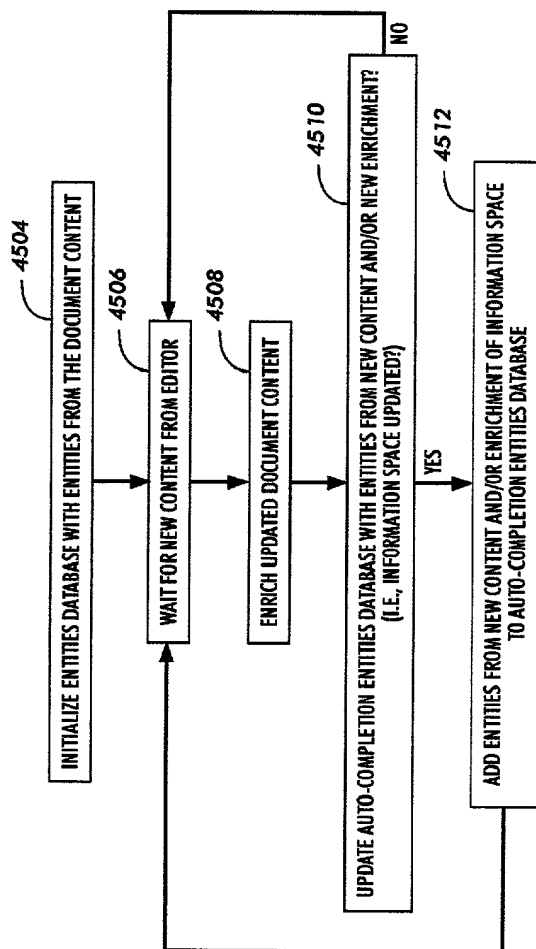 4504
INITIALIZE ENTITIES DATABASE WITH ENTITIES FROM THE DOCUMENT CONTENT
4506
WAIT FOR NEW CONTENT FROM EDITOR
4508
ENRICH UPDATED DOCUMENT CONTENT
4510
UPDATE AUTO-COMPLETION ENTITIES DATABASE WITH ENTITIES FROM NEW CONTENT AND/OR NEW ENRICHMENT?
(I.E., INFORMATION SPACE UPDATED?)
NO
YES
4512
ADD ENTITIES FROM NEW CONTENT AND/OR ENRICHMENT OF INFORMATION SPACE
TO AUTO-COMPLETION ENTITIES DATABASE